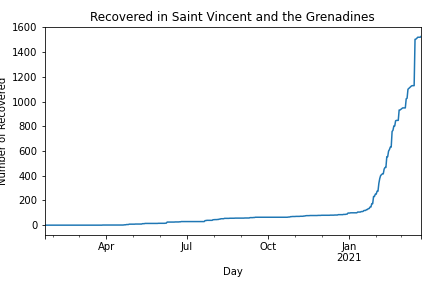 Recovered in Saint Vincent and the Grenadines
1600
1400
1200
1000
800
600
400
200
0
Number of Recovered
Apr
Jul
Oct
Jan
2021
Day